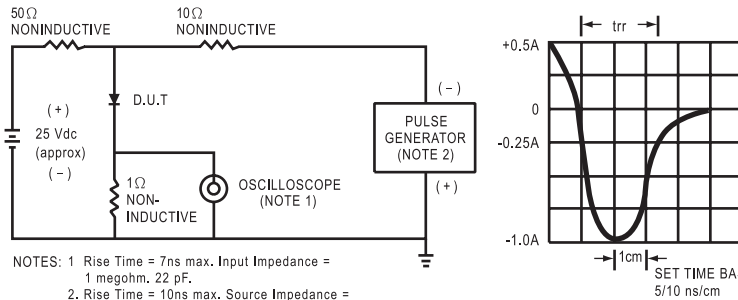 50Ω
NONINDUCTIVE
10Ω
NONINDUCTIVE
(+)
25 Vdc
(approx)
(−)
D.U.T
1Ω
NON-
INDUCTIVE
OSCILLOSCOPE
(NOTE 1)
(−)
PULSE
GENERATOR
(NOTE 2)
(+)
NOTES: 1 Rise Time = 7ns max. Input Impedance =
1 megohm. 22 pF.
2. Rise Time = 10ns max. Source Impedance =
trr
+0.5A
0
-0.25A
-1.0A
1cm
SET TIME BA
5/10 ns/cm